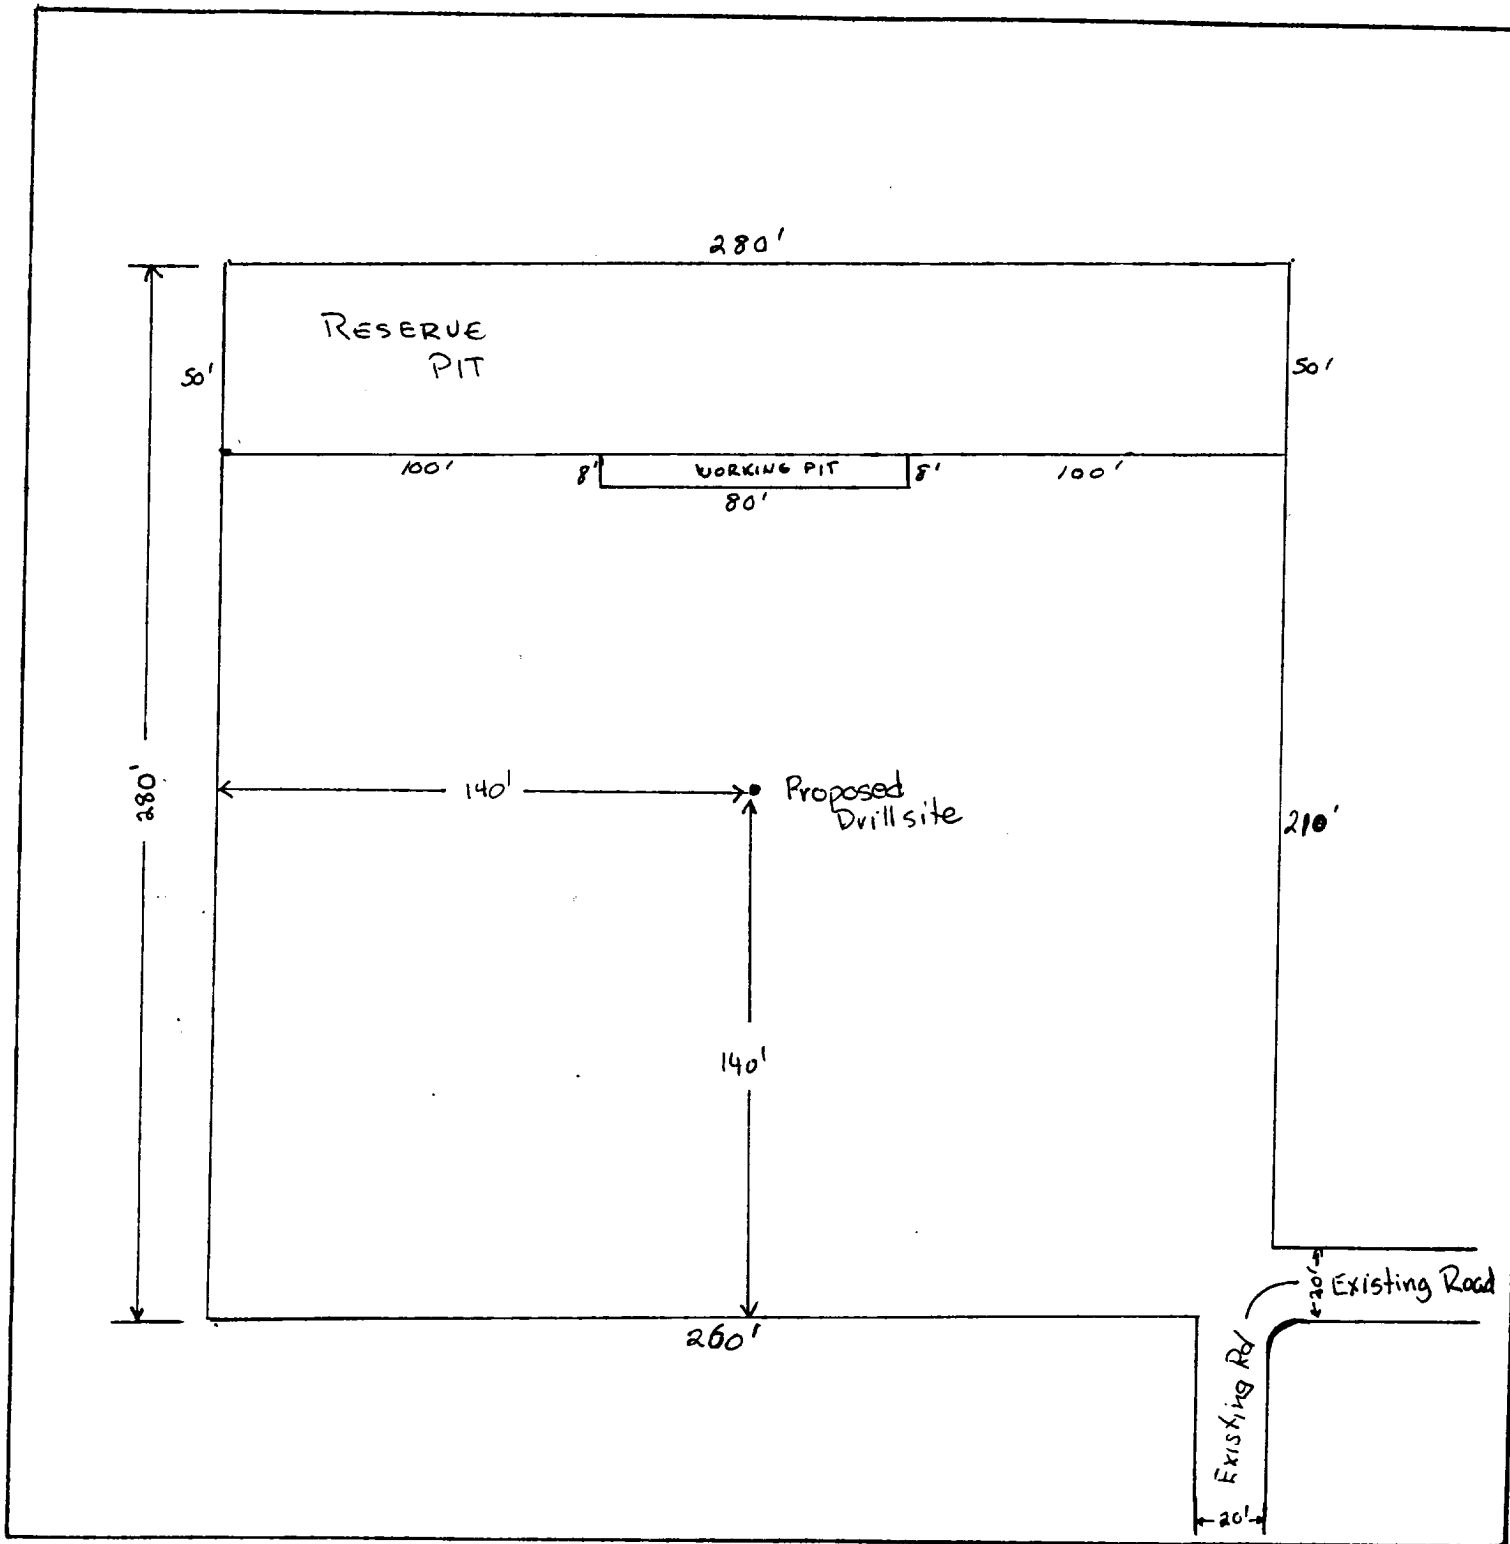 280'
RESERVE
PIT
50'
50'
100'
8'
WORKING PIT
8'
100'
80'
280'
140'
Proposed
Drillsite
210'
140'
20'
Existing Road
260'
Existing Rd
20'